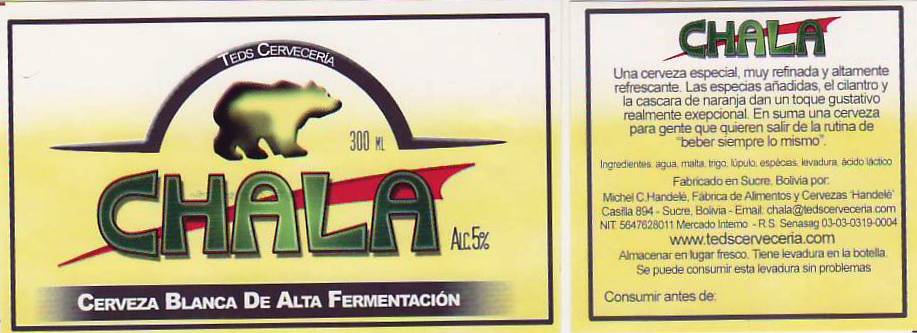 TEDS CERVECERÍA
300 ML
CHALA
ALC.5%
CERVEZA BLANCA DE ALTA FERMENTACIÓN
CHALA
Una cerveza especial, muy refinada y altamente
refrescante. Las especias añadidas, el cilantro y
la cascara de naranja dan un toque gustativo
realmente exepcional. En suma una cerveza
para gente que quieren salir de la rutina de
"beber siempre lo mismo".
Ingredientes: agua, malta, trigo, lúpulo, espécias, levadura, ácido láctico
Fabricado en Sucre, Bolivia por:
Michel C.Handelé, Fábrica de Alimentos y Cervezas 'Handelé'
Casilla 894 - Sucre, Bolivia - Email: chala@tedscerveceria.com
NIT: 5647628011 Mercado Interno - R.S. Senasag 03-03-0319-0004
www.tedscerveceria.com
Almacenar en lugar fresco. Tiene levadura en la botella.
Se puede consumir esta levadura sin problemas
Consumir antes de: